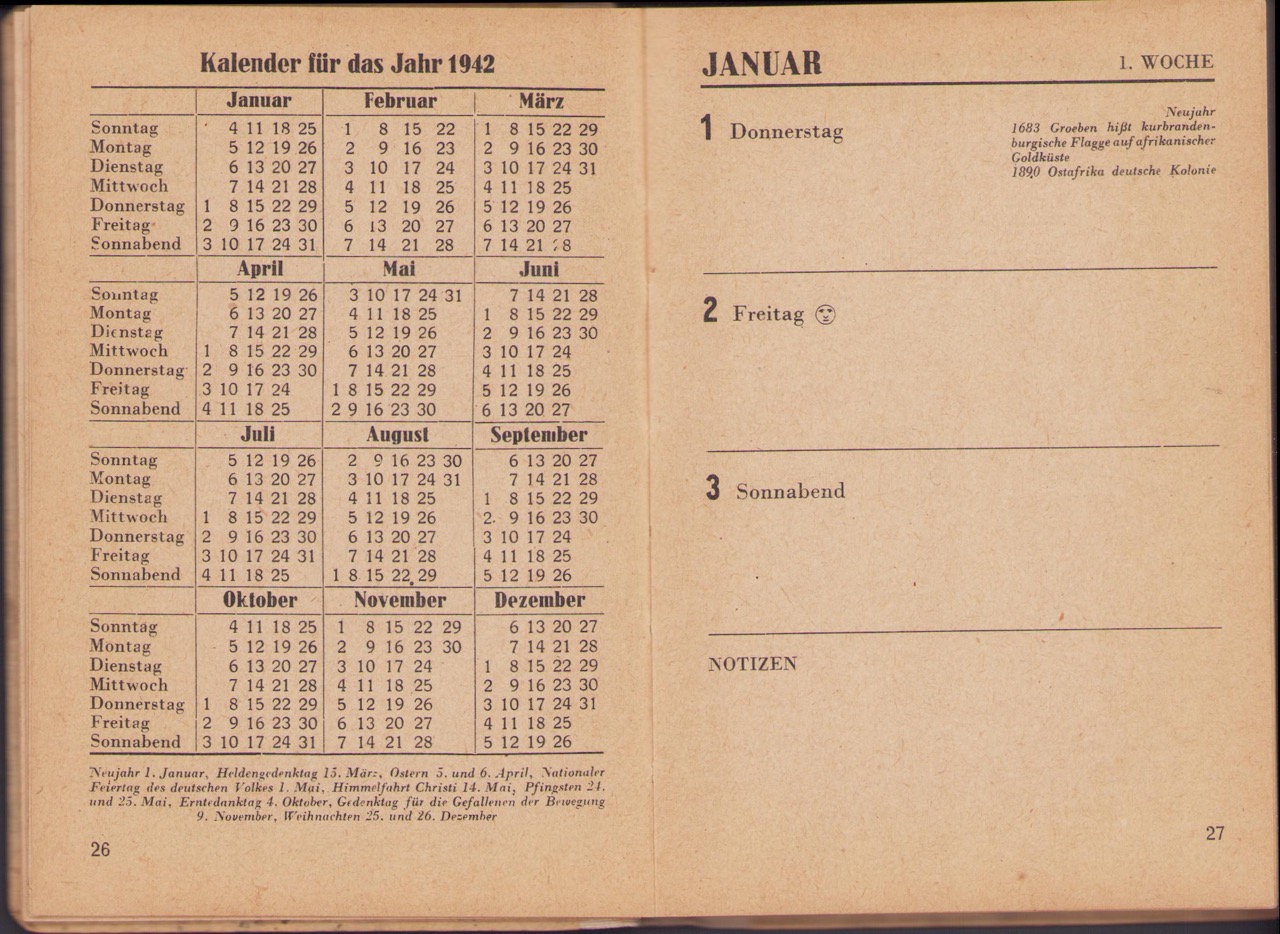 Kalender für das Jahr 1942
Januar Februar März
Sonntag 4 11 18 25 1 8 15 22 1 8 15 22 29
Montag 5 12 19 26 2 9 16 23 2 9 16 23 30
Dienstag 6 13 20 27 3 10 17 24 3 10 17 24 31
Mittwoch 7 14 21 28 4 11 18 25 4 11 18 25
Donnerstag 1 8 15 22 29 5 12 19 26 5 12 19 26
Freitag 2 9 16 23 30 6 13 20 27 6 13 20 27
Sonnabend 3 10 17 24 31 7 14 21 28 7 14 21 28
April Mai Juni
Sonntag 5 12 19 26 3 10 17 24 31 7 14 21 28
Montag 6 13 20 27 4 11 18 25 1 8 15 22 29
Dienstag 7 14 21 28 5 12 19 26 2 9 16 23 30
Mittwoch 1 8 15 22 29 6 13 20 27 3 10 17 24
Donnerstag 2 9 16 23 30 7 14 21 28 4 11 18 25
Freitag 3 10 17 24 1 8 15 22 29 5 12 19 26
Sonnabend 4 11 18 25 2 9 16 23 30 6 13 20 27
Juli August September
Sonntag 5 12 19 26 2 9 16 23 30 6 13 20 27
Montag 6 13 20 27 3 10 17 24 31 7 14 21 28
Dienstag 7 14 21 28 4 11 18 25 1 8 15 22 29
Mittwoch 1 8 15 22 29 5 12 19 26 2 9 16 23 30
Donnerstag 2 9 16 23 30 6 13 20 27 3 10 17 24
Freitag 3 10 17 24 31 7 14 21 28 4 11 18 25
Sonnabend 4 11 18 25 1 8 15 22 29 5 12 19 26
Oktober November Dezember
Sonntag 4 11 18 25 1 8 15 22 29 6 13 20 27
Montag 5 12 19 26 2 9 16 23 30 7 14 21 28
Dienstag 6 13 20 27 3 10 17 24 1 8 15 22 29
Mittwoch 7 14 21 28 4 11 18 25 2 9 16 23 30
Donnerstag 1 8 15 22 29 5 12 19 26 3 10 17 24 31
Freitag 2 9 16 23 30 6 13 20 27 4 11 18 25
Sonnabend 3 10 17 24 31 7 14 21 28 5 12 19 26
Neujahr 1. Januar, Heldengedenktag 15. März, Ostern 5. und 6. April, Nationaler
Feiertag des deutschen Volkes 1. Mai, Himmelfahrt Christi 14. Mai, Pfingsten 24.
und 25. Mai, Erntedanktag 4. Oktober, Gedenktag für die Gefallenen der Bewegung
9. November, Weihnachten 25. und 26. Dezember
26
JANUAR 1. WOCHE
1 Donnerstag
Neujahr
1683 Groeben hißt kurbranden-
burgische Flagge auf afrikanischer
Goldküste
1890 Ostafrika deutsche Kolonie
2 Freitag
3 Sonnabend
NOTIZEN
27